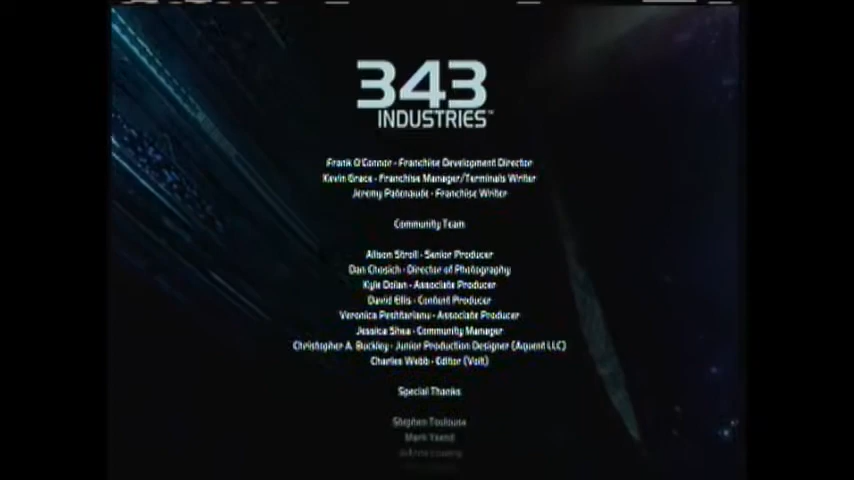 343
INDUSTRIES™
Frank O'Connor - Franchise Development Director
Kevin Grace - Franchise Manager/Terminals Writer
Jeremy Patenaude - Franchise Writer
Community Team
Alison Stroll - Senior Producer
Dan Chosich - Director of Photography
Kyle Dolan - Associate Producer
David Ellis - Content Producer
Veronica Peshterianu - Associate Producer
Jessica Shea - Community Manager
Christopher A. Buckley - Junior Production Designer (Aquent LLC)
Charles Webb - Editor (Volt)
Special Thanks
Stephen Toulouse
Mark